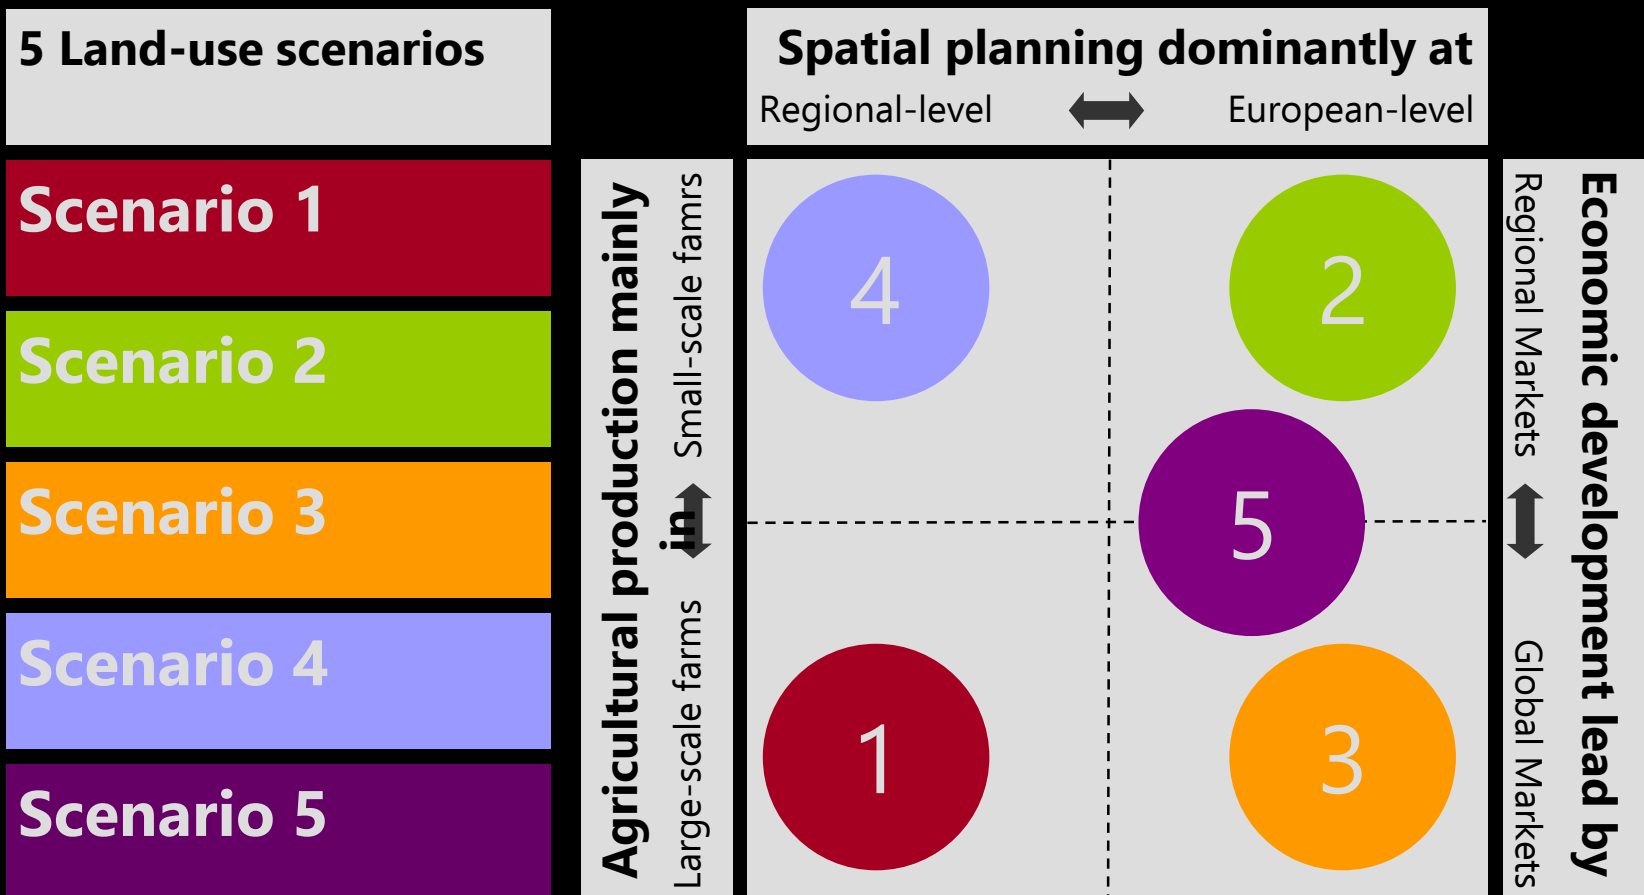 5 Land-use scenarios
Spatial planning dominantly at
Regional-level
European-level
Scenario 1
Scenario 2
Scenario 3
Scenario 4
Scenario 5
Agricultural production mainly
in
Small-scale famrs
Large-scale farms
4
2
5
1
3
Regional Markets
Global Markets
Economic development lead by